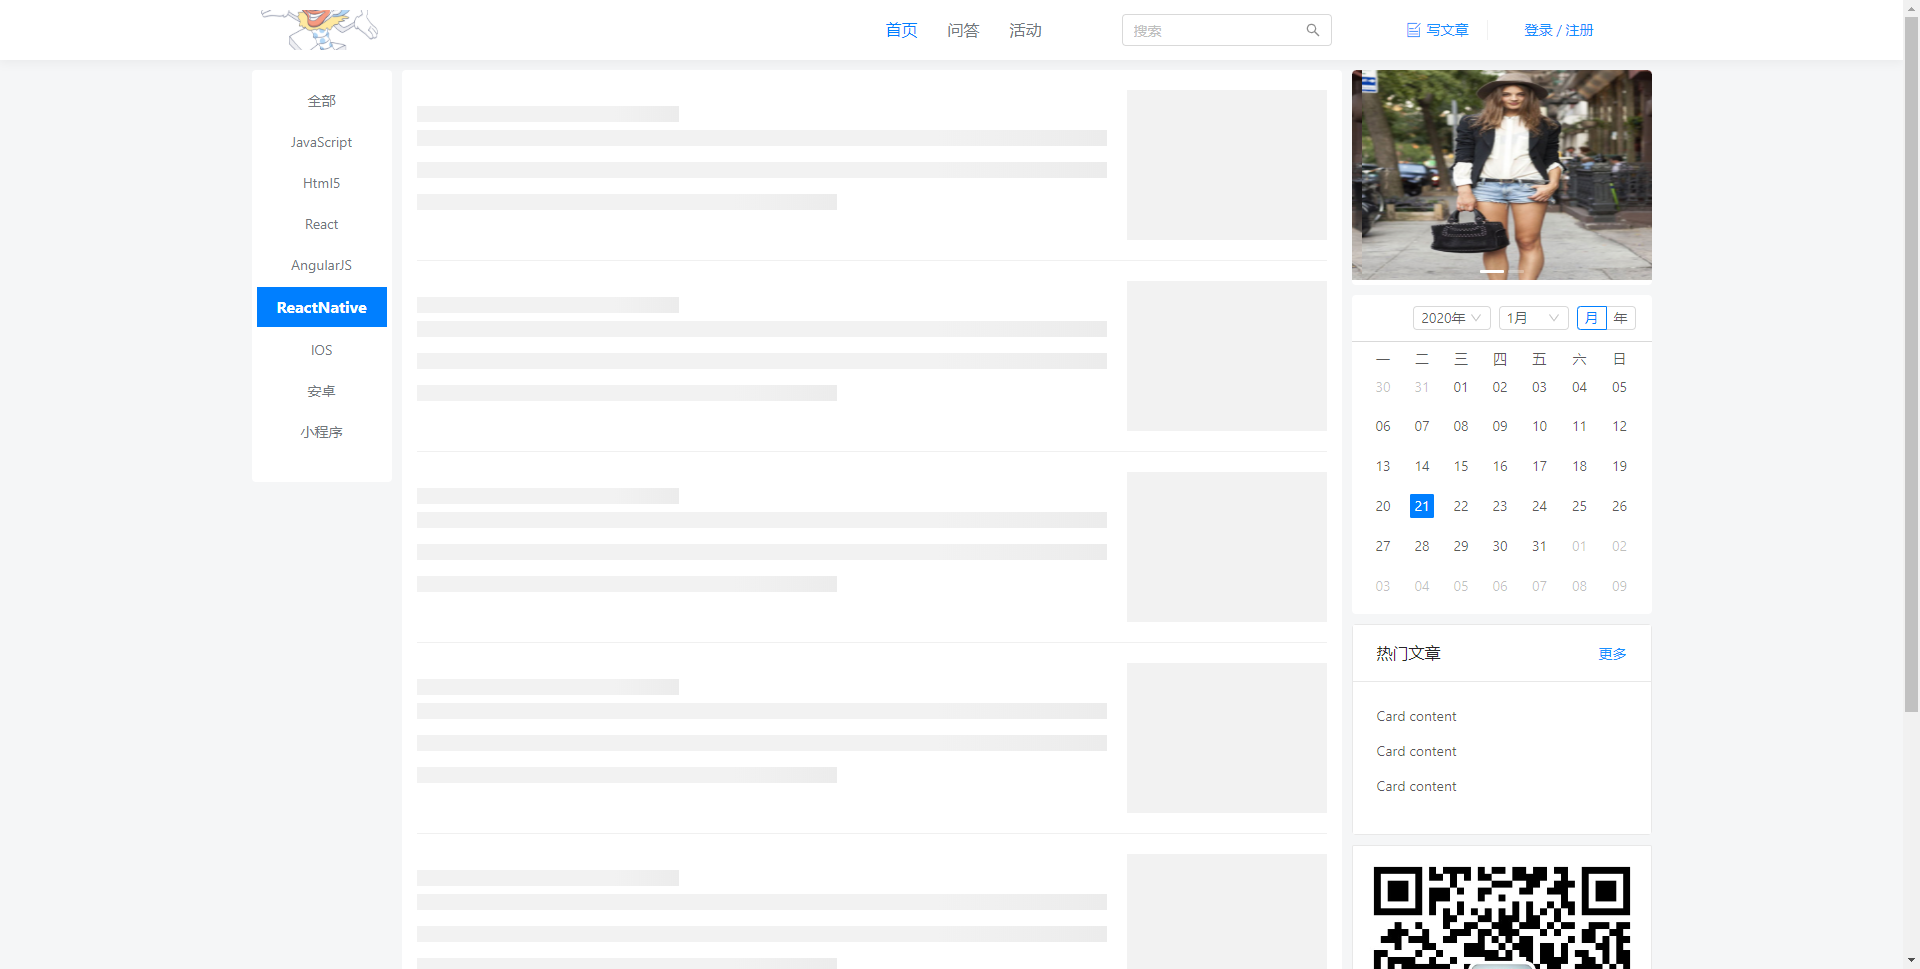 首页 问答 活动 搜索 写文章 登录 / 注册
全部
JavaScript
Html5
React
AngularJS
ReactNative
IOS
安卓
小程序
2020年 1月 月 年
一 二 三 四 五 六 日
30 31 01 02 03 04 05
06 07 08 09 10 11 12
13 14 15 16 17 18 19
20 21 22 23 24 25 26
27 28 29 30 31 01 02
03 04 05 06 07 08 09
热门文章 更多
Card content
Card content
Card content